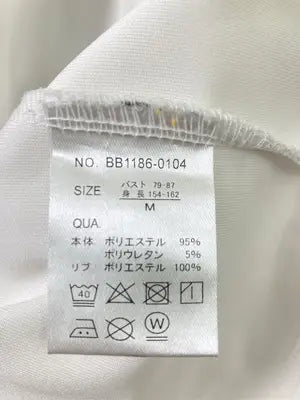 NO. BB1186-0104
SIZE バスト 79-87
身 長 154-162
M
QUA.
本体 ポリエステル 95%
ポリウレタン 5%
リブ ポリエステル 100%
40
W